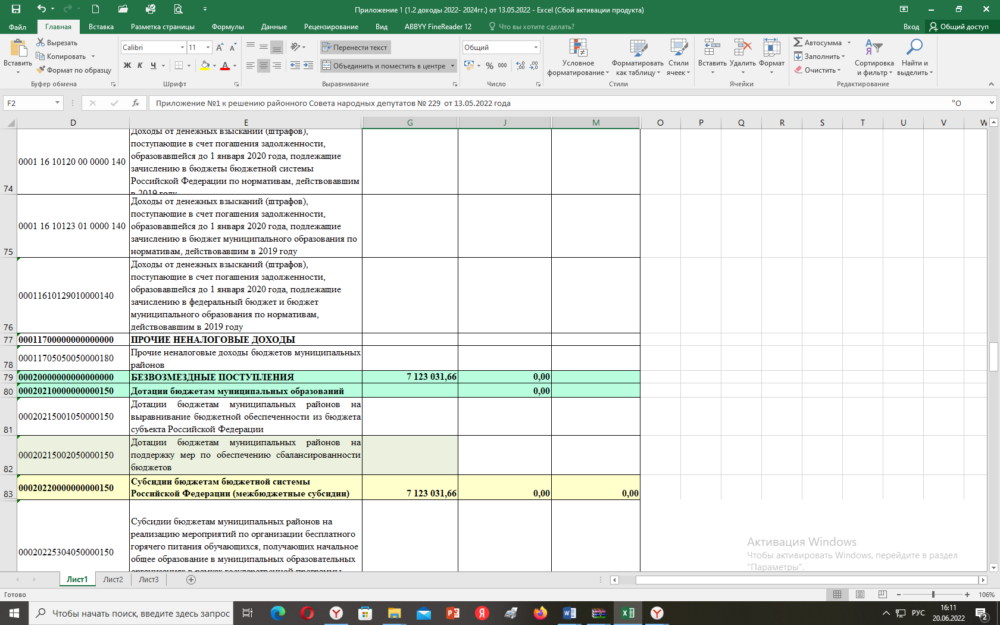 Приложение 1 (1.2 доходы 2022- 2024гг.) от 13.05.2022 - Excel (Сбой активации продукта)
Файл Главная Вставка Разметка страницы Формулы Данные Рецензирование Вид ABBYY FineReader 12 Что вы хотите сделать? Вход Общий доступ
Вставить
Вырезать
Копировать
Формат по образцу
Буфер обмена
Calibri 11
Ж К Ч
Шрифт
Перенести текст
Объединить и поместить в центре
Выравнивание
Общий
% 000
Число
Условное форматирование
Форматировать как таблицу
Стили ячеек
Стили
Вставить Удалить Формат
Ячейки
Автосумма
Заполнить
Очистить
Сортировка и фильтр
Найти и выделить
Редактирование
F2 fx Приложение №1 к решению районного Совета народных депутатов № 229 от 13.05.2022 года "О
D E G J M O P Q R S T U V W
74 0001 16 10120 00 0000 140
Доходы от денежных взысканий (штрафов),
поступающие в счет погашения задолженности,
образовавшейся до 1 января 2020 года, подлежащие
зачислению в бюджеты бюджетной системы
Российской Федерации по нормативам, действовавшим
в 2019 году
75 0001 16 10123 01 0000 140
Доходы от денежных взысканий (штрафов),
поступающие в счет погашения задолженности,
образовавшейся до 1 января 2020 года, подлежащие
зачислению в бюджет муниципального образования по
нормативам, действовавшим в 2019 году
76 00011610129010000140
Доходы от денежных взысканий (штрафов),
поступающие в счет погашения задолженности,
образовавшейся до 1 января 2020 года, подлежащие
зачислению в федеральный бюджет и бюджет
муниципального образования по нормативам,
действовавшим в 2019 году
77 00011700000000000000 ПРОЧИЕ НЕНАЛОГОВЫЕ ДОХОДЫ
78 00011705050050000180
Прочие неналоговые доходы бюджетов муниципальных
районов
79 00020000000000000000 БЕЗВОЗМЕЗДНЫЕ ПОСТУПЛЕНИЯ 7 123 031,66 0,00
80 00020210000000000150 Дотации бюджетам муниципальных образований 0,00
81 00020215001050000150
Дотации бюджетам муниципальных районов на
выравнивание бюджетной обеспеченности из бюджета
субъекта Российской Федерации
82 00020215002050000150
Дотации бюджетам муниципальных районов на
поддержку мер по обеспечению сбалансированности
бюджетов
83 00020220000000000150
Субсидии бюджетам бюджетной системы
Российской Федерации (межбюджетные субсидии) 7 123 031,66 0,00 0,00
00020225304050000150
Субсидии бюджетам муниципальных районов на
реализацию мероприятий по организации бесплатного
горячего питания обучающихся, получающих начальное
общее образование в муниципальных образовательных
организациях в рамках государственной программы
Активация Windows
Чтобы активировать Windows, перейдите в раздел
"Параметры".
Лист1 Лист2 Лист3
Готово 106%
Чтобы начать поиск, введите здесь запрос
РУС 16:11
20.06.2022
2